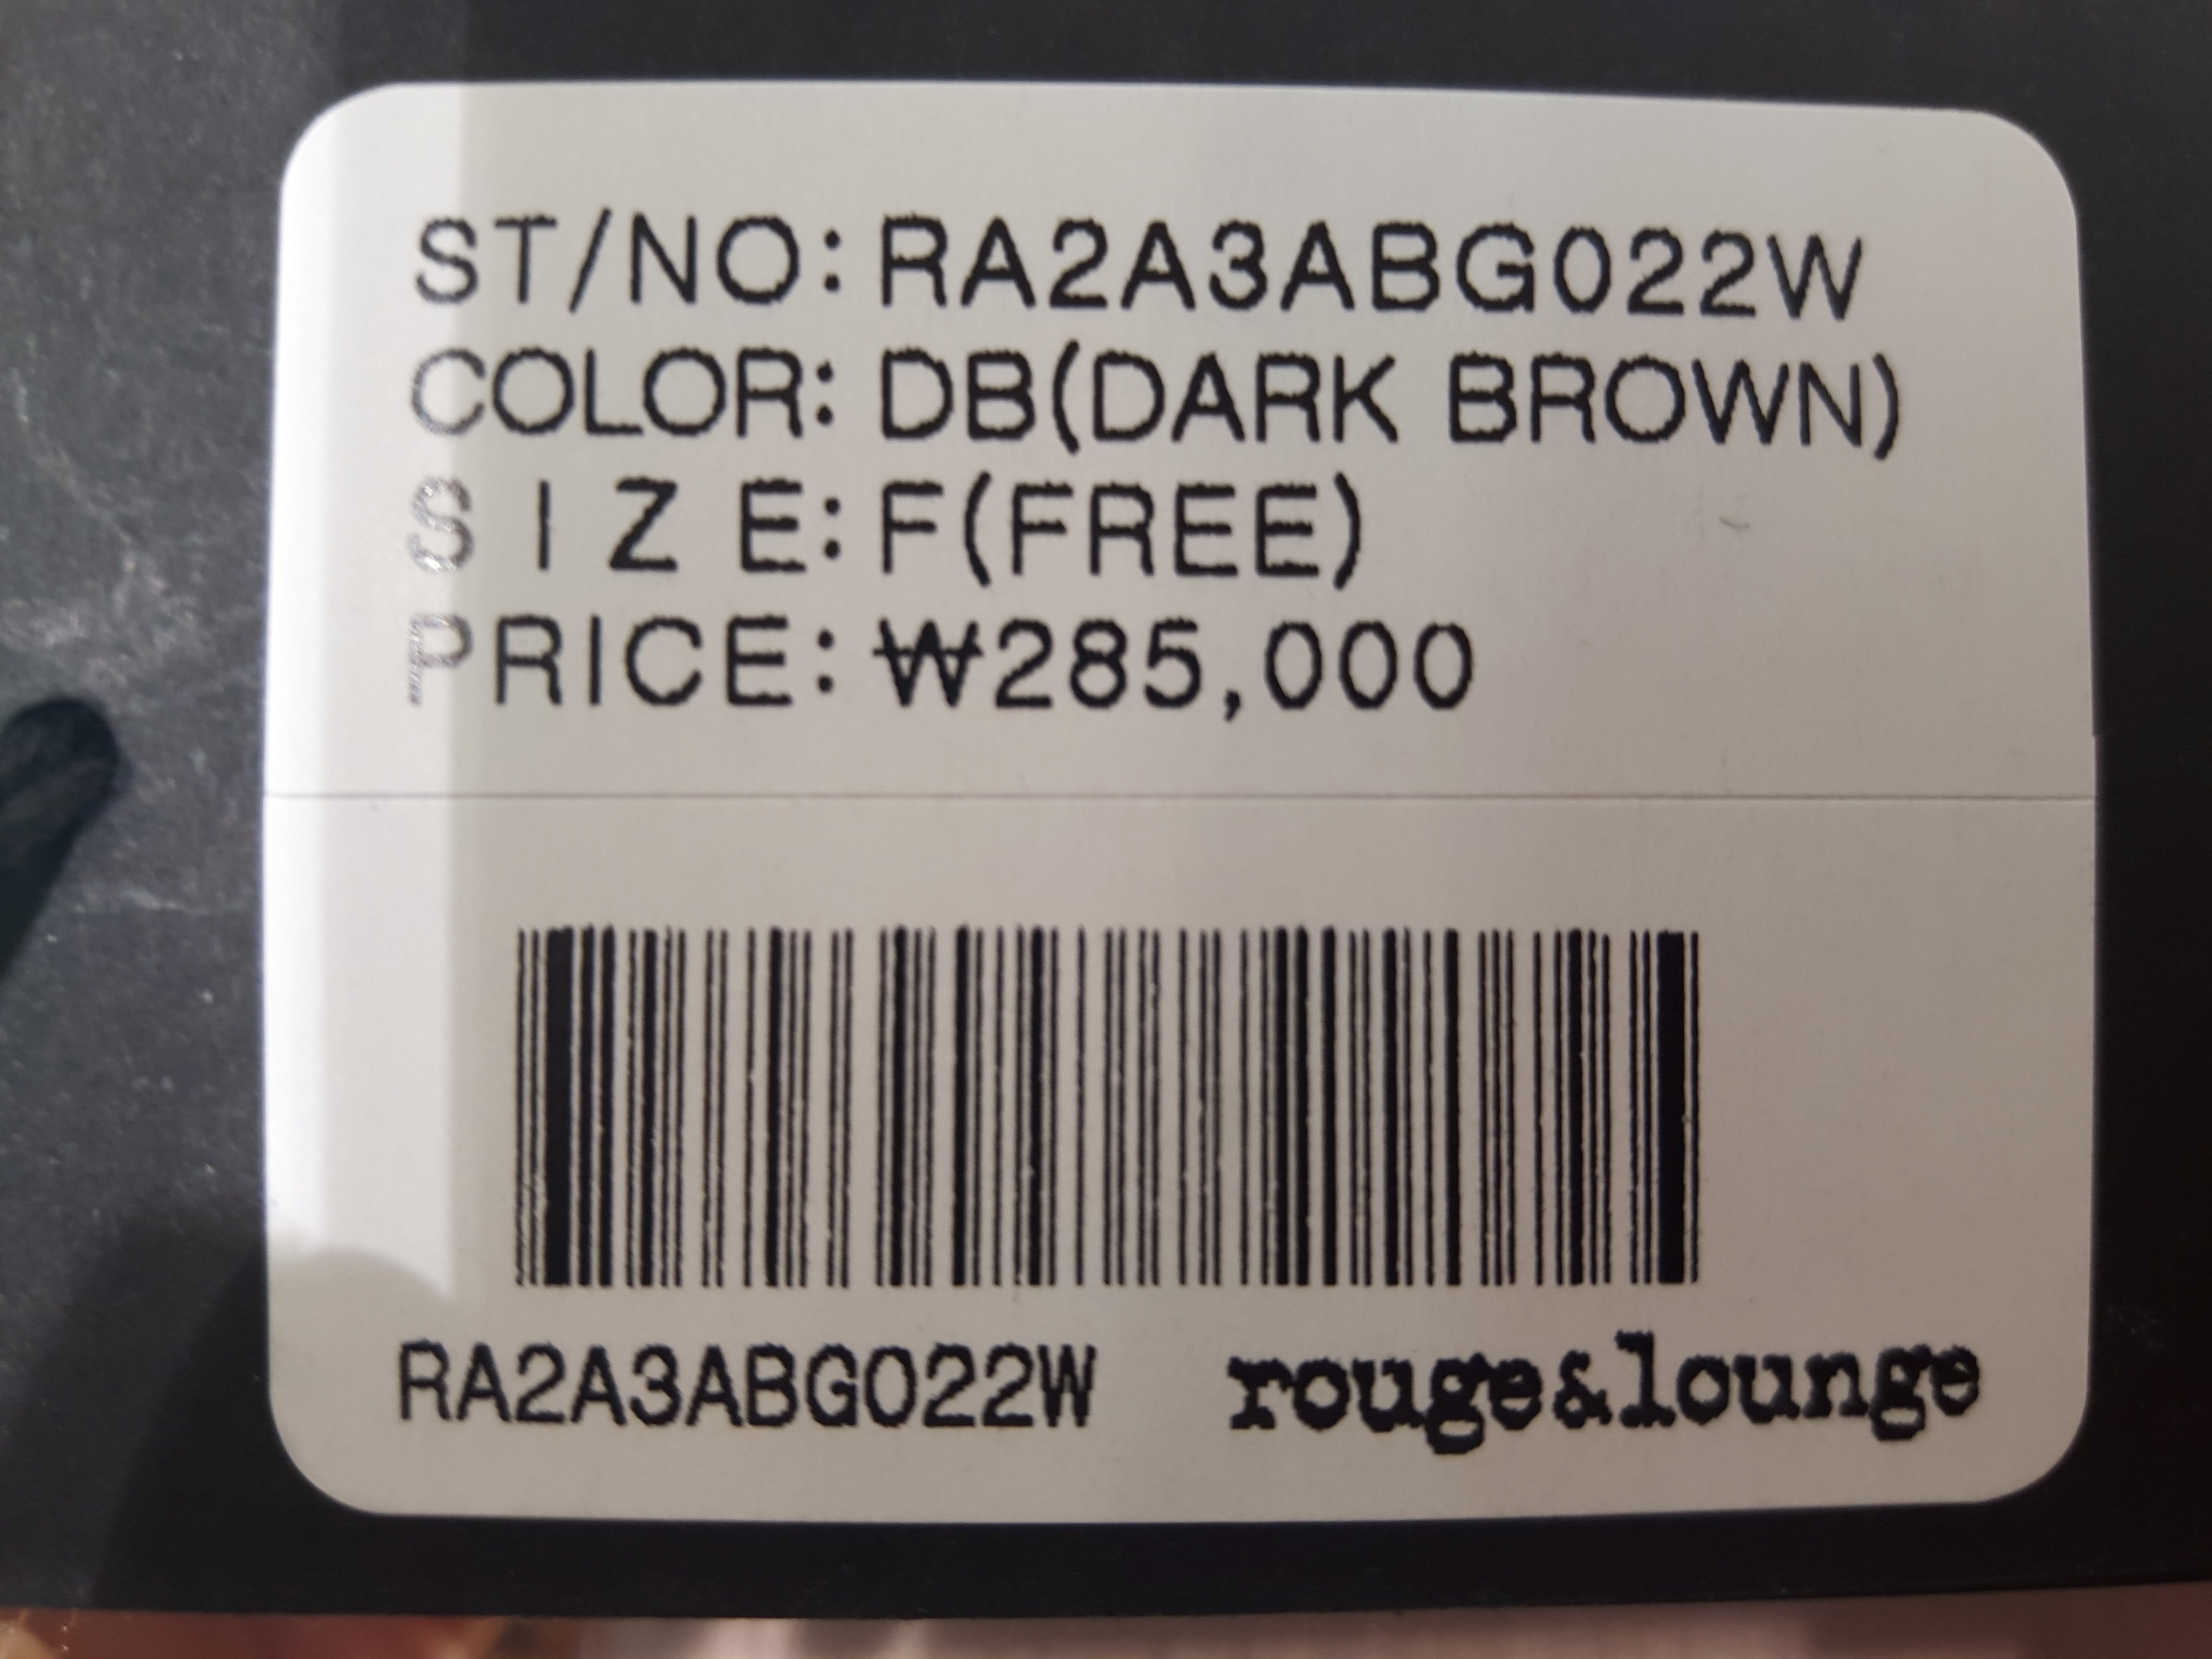 ST/NO: RA2A3ABG022W
COLOR: DB(DARK BROWN)
SIZE: F(FREE)
PRICE: ₩285,000
RA2A3ABG022W rouge&lounge